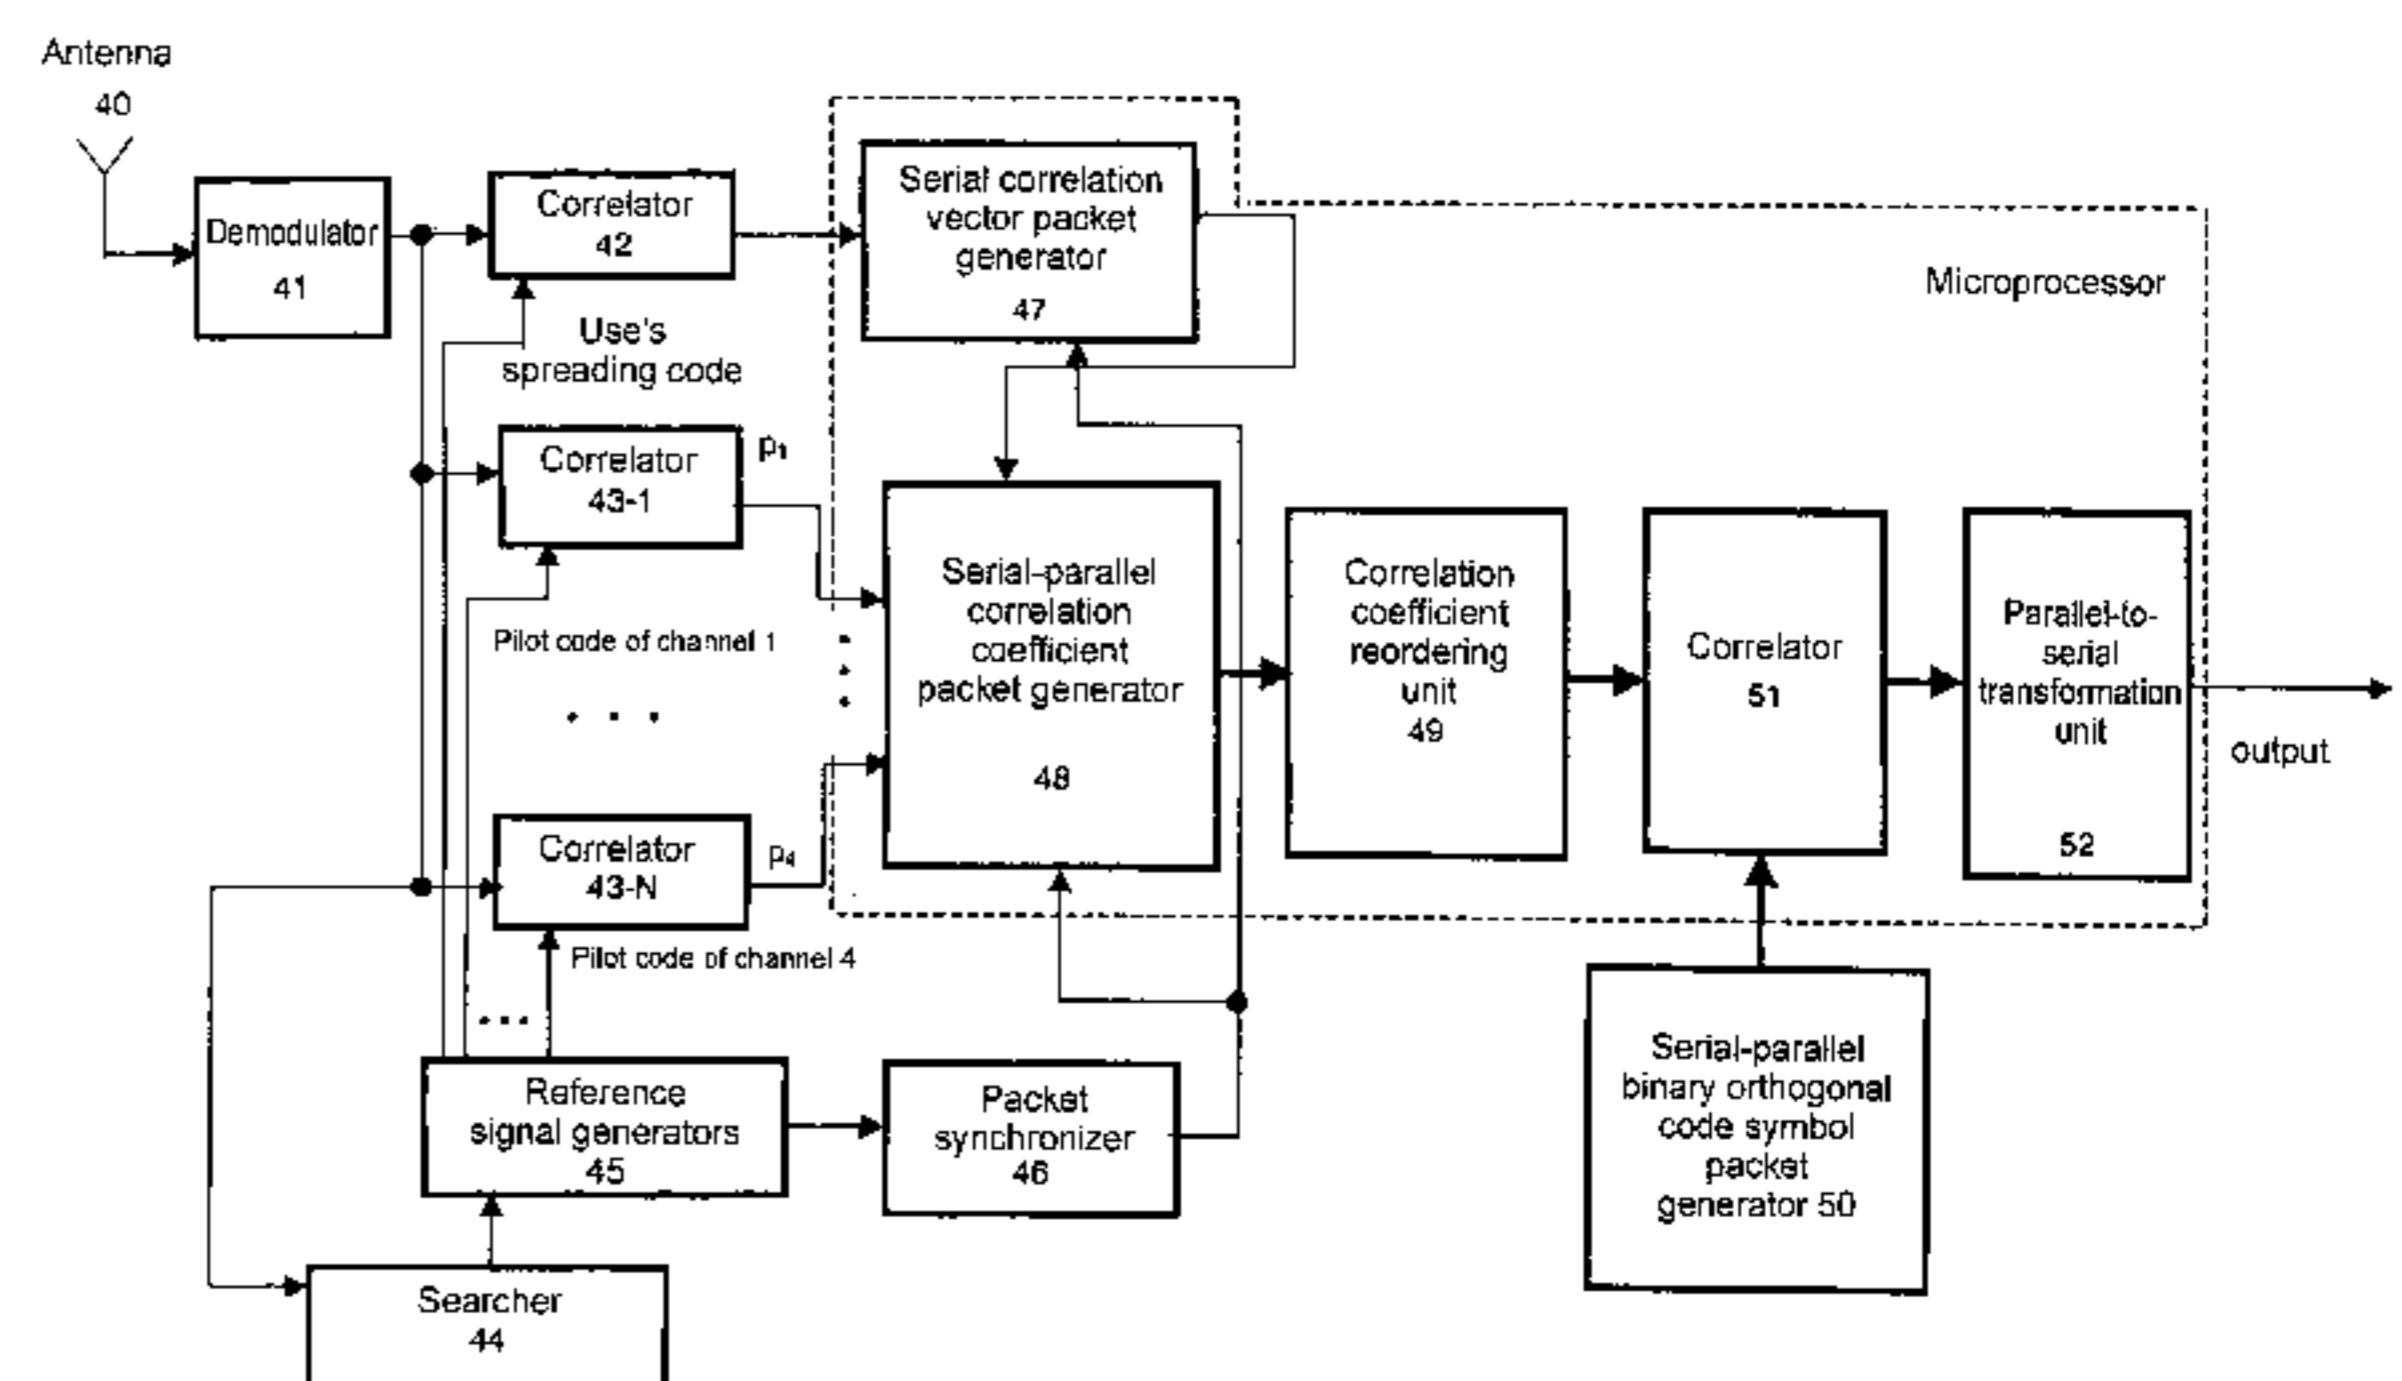 Antenna
40
Demodulator
41
Correlator
42
Use's
spreading code
Serial correlation
vector packet
generator
47
Microprocessor
Correlator
43-1
p1
Pilot code of channel 1
Serial-parallel
correlation
coefficient
packet generator
48
Correlation
coefficient
reordering
unit
49
Correlator
51
Parallel-to-
serial
transformation
unit
52
output
Correlator
43-N
p4
Pilot code of channel 4
Reference
signal generators
45
Packet
synchronizer
46
Serial-parallel
binary orthogonal
code symbol
packet
generator 50
Searcher
44